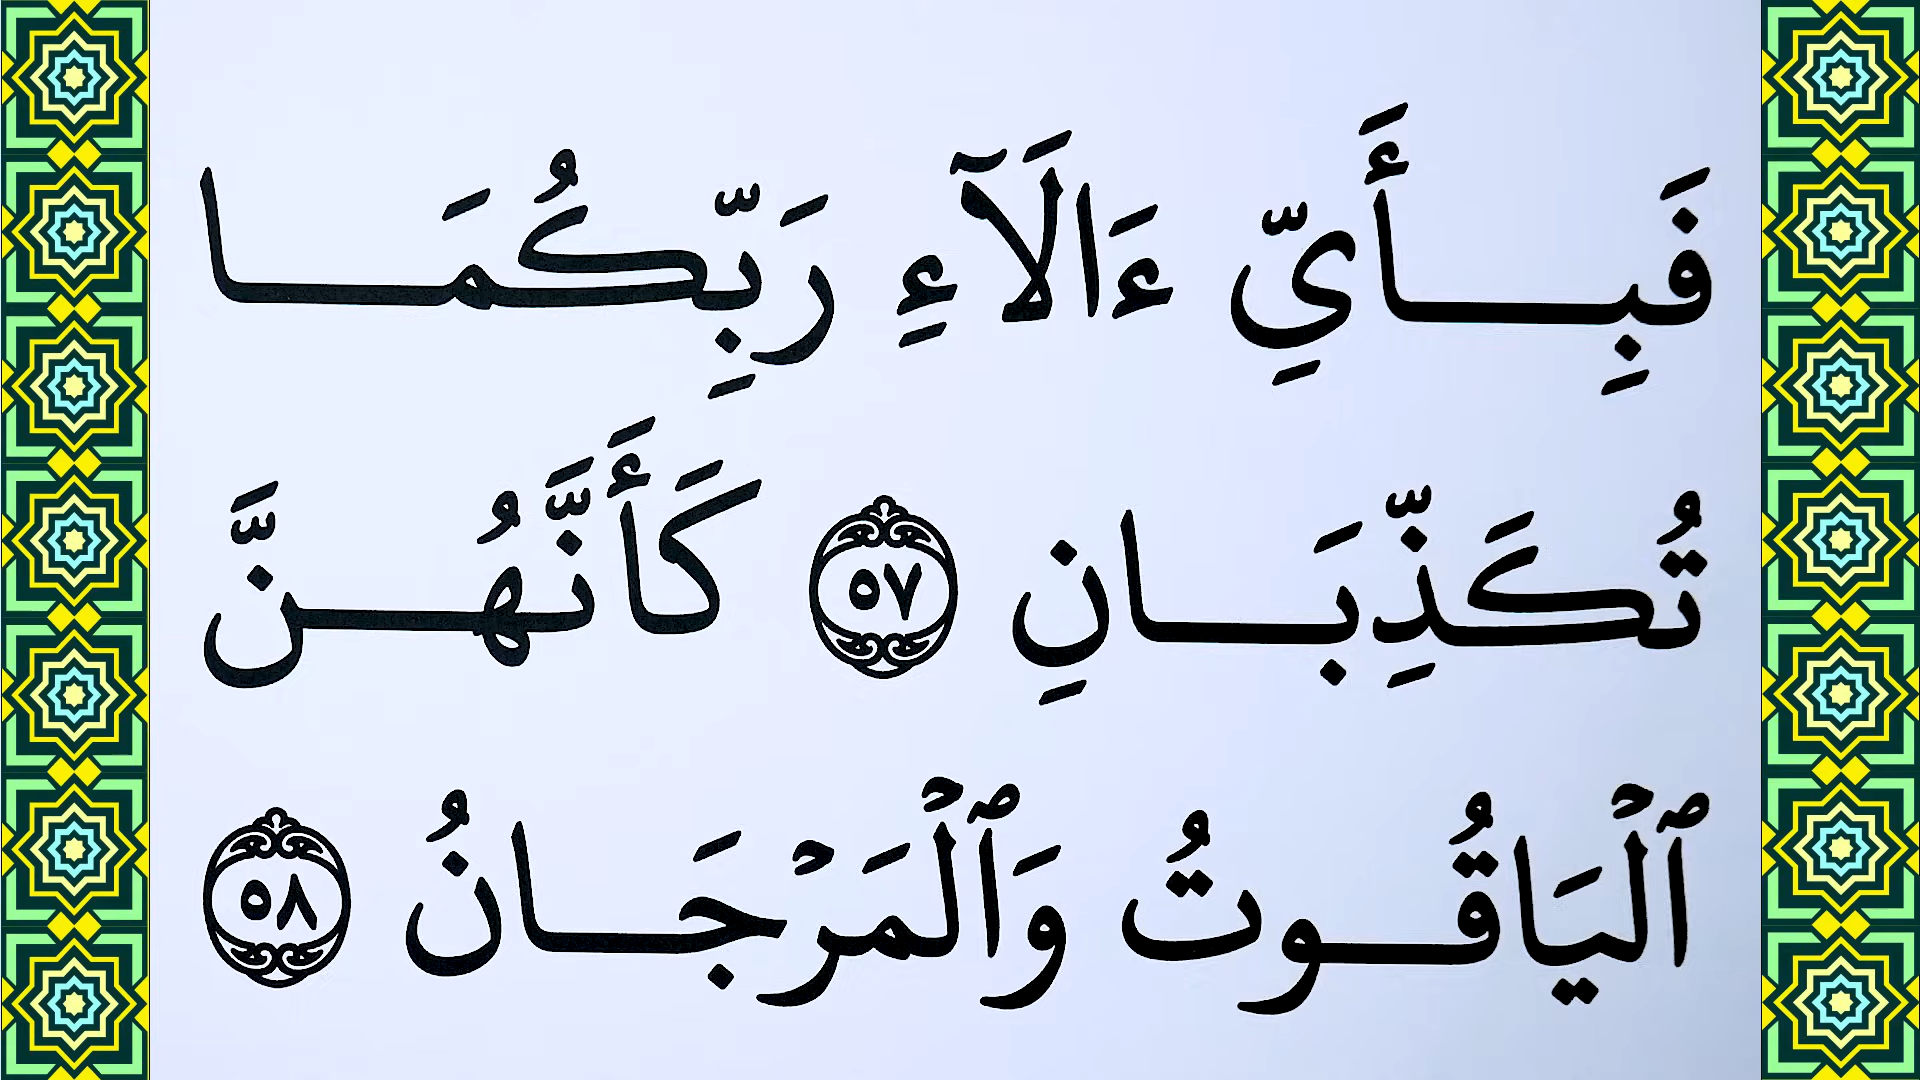 فَبِأَيِّ ءَالَآءِ رَبِّكُمَا
تُكَذِّبَانِ ٥٧ كَأَنَّهُنَّ
ٱلْيَاقُوتُ وَٱلْمَرْجَانُ ٥٨